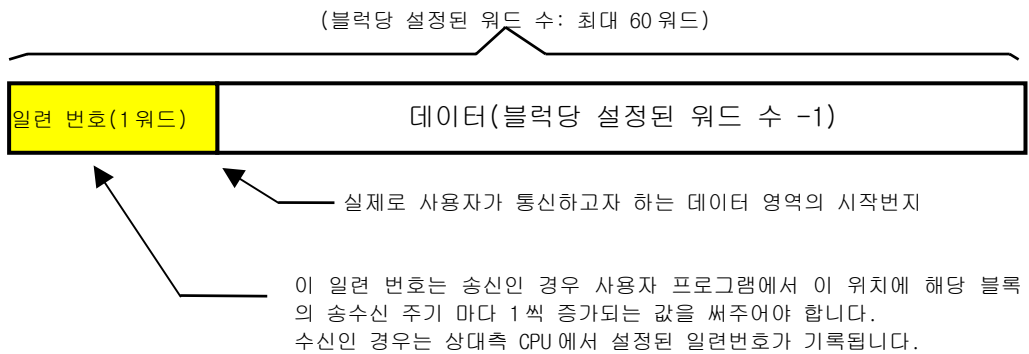 (블럭당 설정된 워드 수: 최대 60 워드)
일련 번호(1 워드)
데이터(블럭당 설정된 워드 수 -1)
실제로 사용자가 통신하고자 하는 데이터 영역의 시작번지
이 일련 번호는 송신인 경우 사용자 프로그램에서 이 위치에 해당 블록
의 송수신 주기 마다 1씩 증가되는 값을 써주어야 합니다.
수신인 경우는 상대측 CPU에서 설정된 일련번호가 기록됩니다.